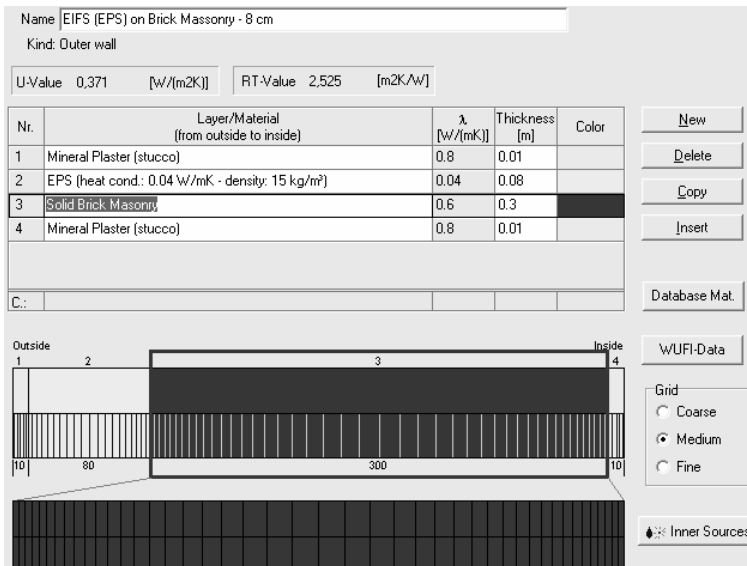 Name EIFS (EPS) on Brick Massonry - 8 cm
Kind: Outer wall
U-Value 0,371 [W/(m2K)] RT-Value 2,525 [m2K/W]
Nr. Layer/Material (from outside to inside) λ [W/(mK)] Thickness [m] Color
1 Mineral Plaster (stucco) 0.8 0.01
2 EPS (heat cond.: 0.04 W/mK - density: 15 kg/m³) 0.04 0.08
3 Solid Brick Masonry 0.6 0.3
4 Mineral Plaster (stucco) 0.8 0.01
C.:
New
Delete
Copy
Insert
Database Mat.
WUFI-Data
Grid
Coarse
Medium
Fine
Inner Sources
Outside Inside
1 2 3 4
10 80 300 10